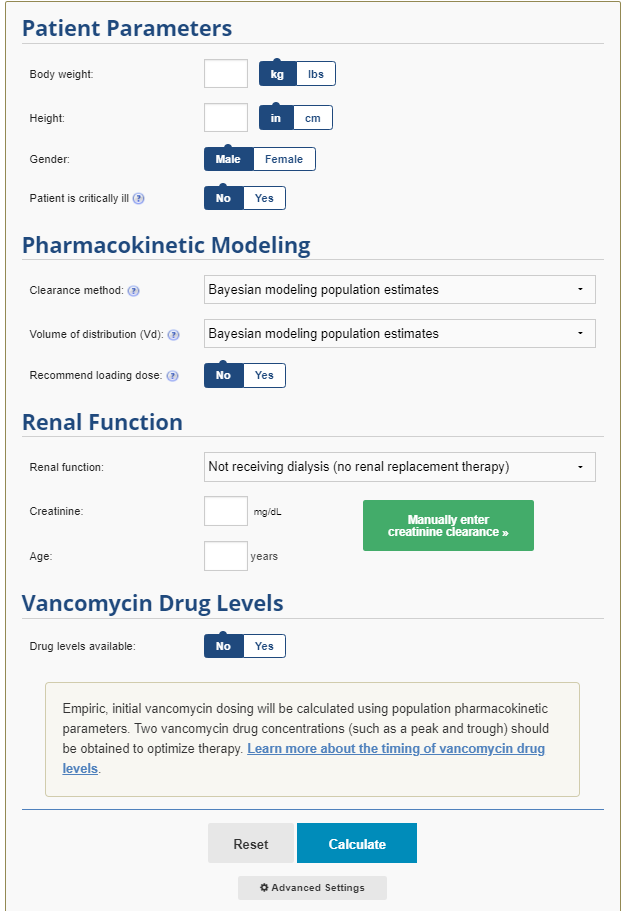 Patient Parameters
Body weight: kg lbs
Height: in cm
Gender: Male Female
Patient is critically ill ? No Yes
Pharmacokinetic Modeling
Clearance method: ? Bayesian modeling population estimates
Volume of distribution (Vd): ? Bayesian modeling population estimates
Recommend loading dose: ? No Yes
Renal Function
Renal function: Not receiving dialysis (no renal replacement therapy)
Creatinine: mg/dL
Manually enter
creatinine clearance »
Age: years
Vancomycin Drug Levels
Drug levels available: No Yes
Empiric, initial vancomycin dosing will be calculated using population pharmacokinetic
parameters. Two vancomycin drug concentrations (such as a peak and trough) should
be obtained to optimize therapy. Learn more about the timing of vancomycin drug
levels.
Reset Calculate
Advanced Settings